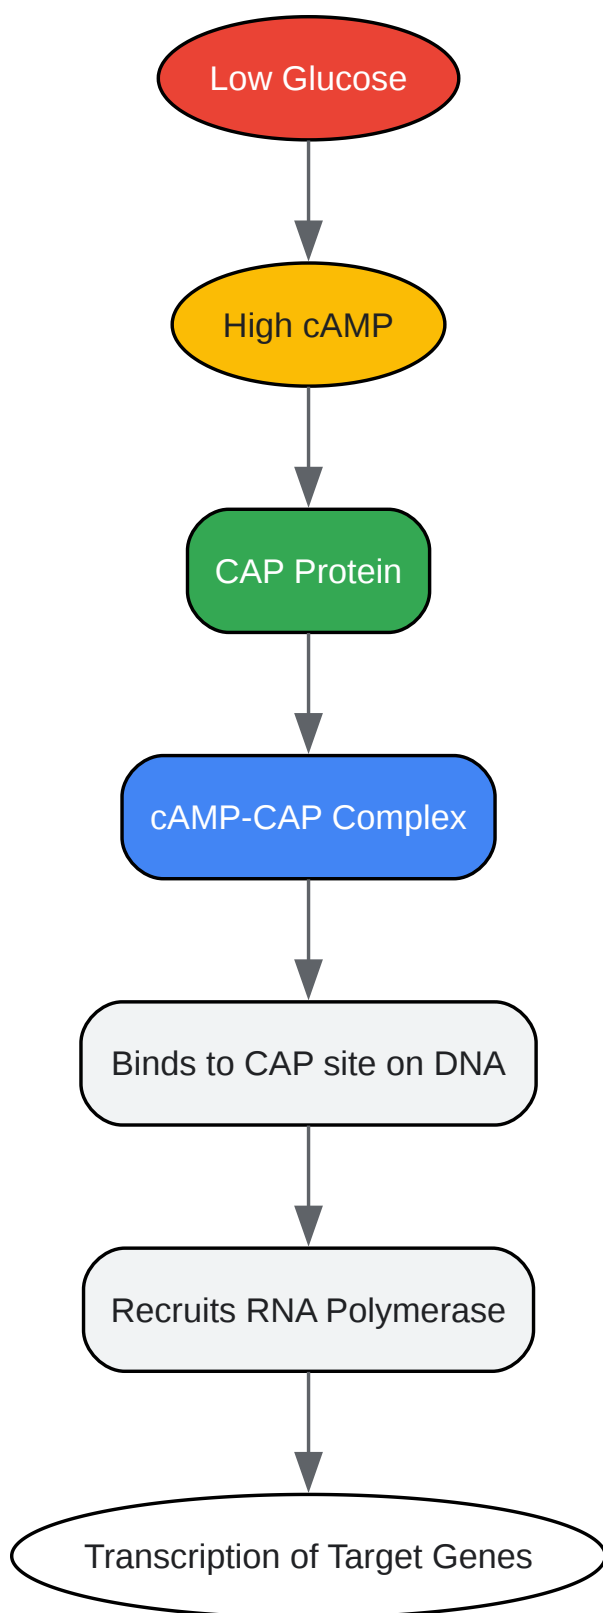 Low Glucose
High cAMP
CAP Protein
cAMP-CAP Complex
Binds to CAP site on DNA
Recruits RNA Polymerase
Transcription of Target Genes